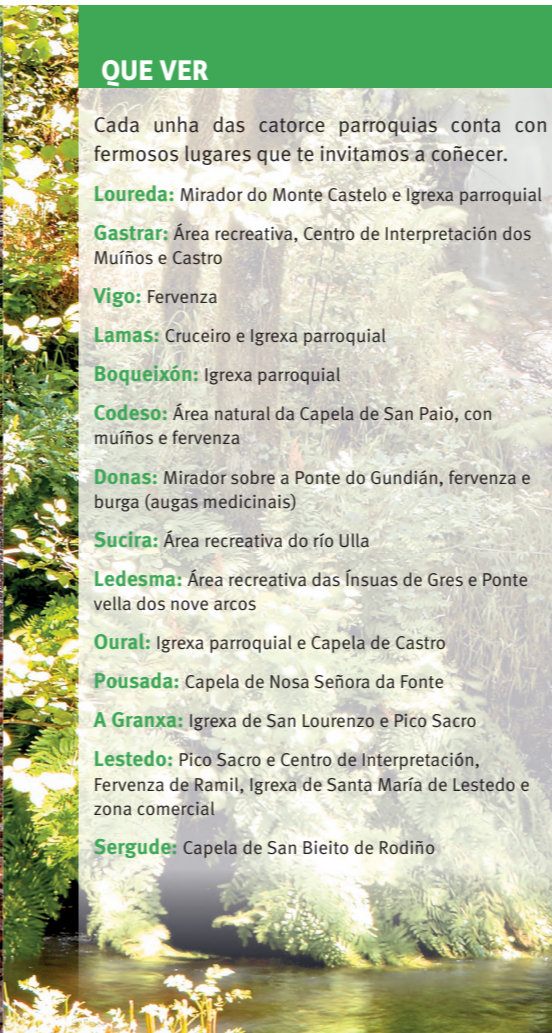 QUE VER
Cada unha das catorce parroquias conta con
fermosos lugares que te invitamos a coñecer.
Loureda: Mirador do Monte Castelo e Igrexa parroquial
Gastrar: Área recreativa, Centro de Interpretación dos
Muíños e Castro
Vigo: Fervenza
Lamas: Cruceiro e Igrexa parroquial
Boqueixón: Igrexa parroquial
Codeso: Área natural da Capela de San Paio, con
muíños e fervenza
Donas: Mirador sobre a Ponte do Gundián, fervenza e
burga (augas medicinais)
Sucira: Área recreativa do río Ulla
Ledesma: Área recreativa das Ínsuas de Gres e Ponte
vella dos nove arcos
Oural: Igrexa parroquial e Capela de Castro
Pousada: Capela de Nosa Señora da Fonte
A Granxa: Igrexa de San Lourenzo e Pico Sacro
Lestedo: Pico Sacro e Centro de Interpretación,
Fervenza de Ramil, Igrexa de Santa María de Lestedo e
zona comercial
Sergude: Capela de San Bieito de Rodiño